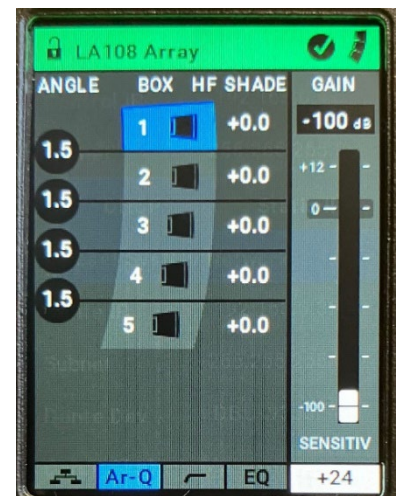 LA108 Array
ANGLE BOX HF SHADE GAIN
-100 dB
1 +0.0
1.5
+12
2 +0.0
1.5
0
3 +0.0
1.5
4 +0.0
1.5
5 +0.0
Subnet
-100
SENSITIV
Ar-Q EQ +24